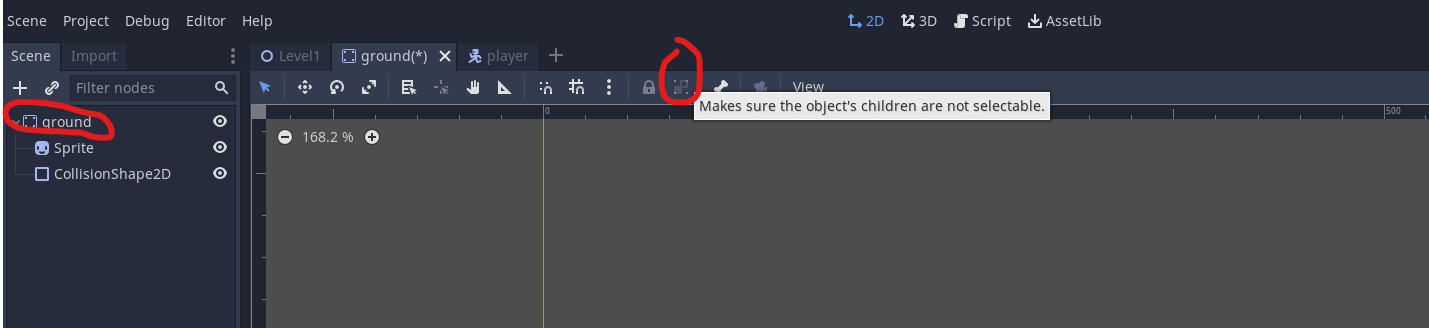 Scene Project Debug Editor Help 2D 3D Script AssetLib
Scene Import Level1 ground(*) player
Filter nodes View
Makes sure the object's children are not selectable.
0 500
ground
168.2 %
Sprite
CollisionShape2D